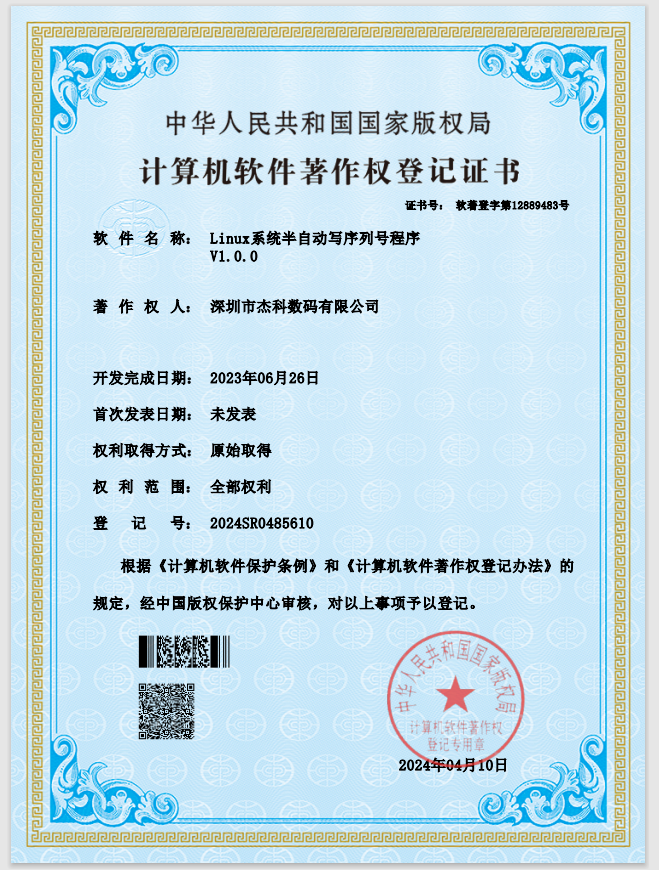 中华人民共和国国家版权局
计算机软件著作权登记证书
证书号： 软著登字第12889483号
软件名称： Linux系统半自动写序列号程序
V1.0.0
著作权人： 深圳市杰科数码有限公司
开发完成日期： 2023年06月26日
首次发表日期： 未发表
权利取得方式： 原始取得
权利范围： 全部权利
登记号： 2024SR0485610
根据《计算机软件保护条例》和《计算机软件著作权登记办法》的
规定，经中国版权保护中心审核，对以上事项予以登记。
中华人民共和国国家版权局
计算机软件著作权
登记专用章
2024年04月10日